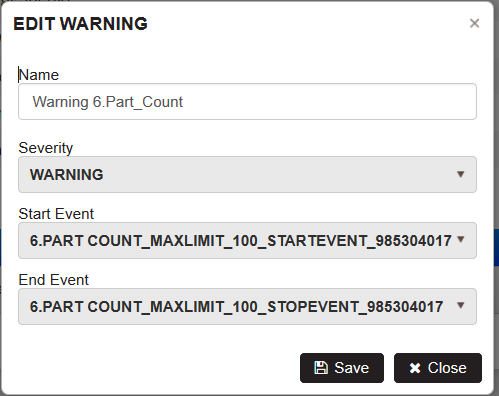 EDIT WARNING
×
Name
Warning 6.Part_Count
Severity
WARNING
Start Event
6.PART COUNT_MAXLIMIT_100_STARTEVENT_985304017
End Event
6.PART COUNT_MAXLIMIT_100_STOPEVENT_985304017
Save
Close